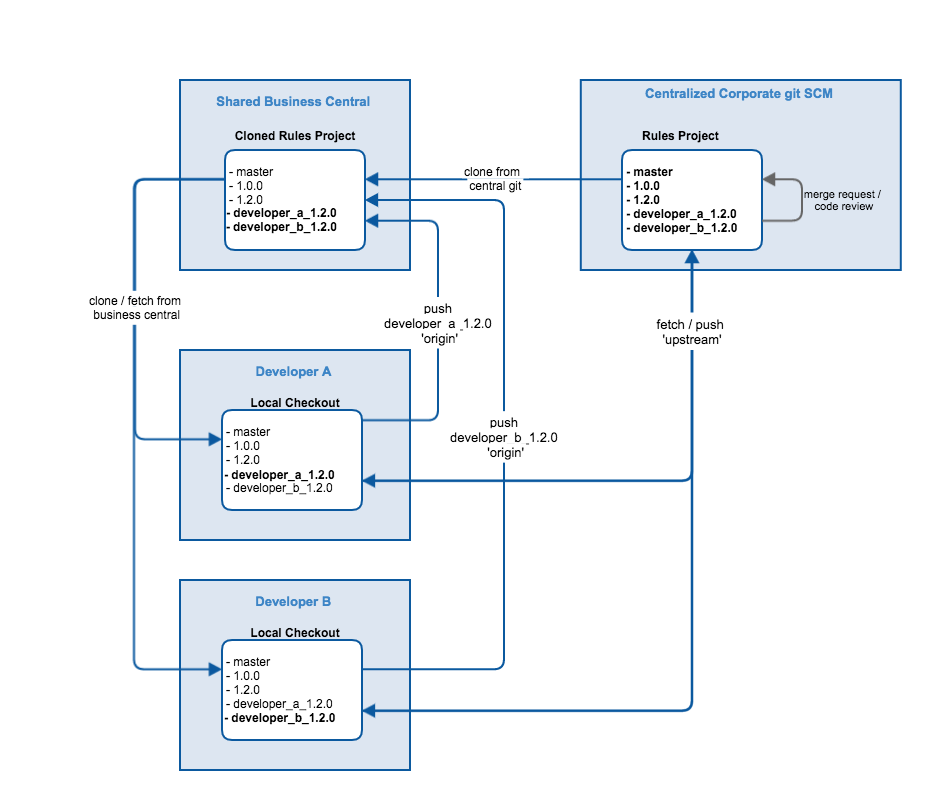 Shared Business Central
Cloned Rules Project
- master
- 1.0.0
- 1.2.0
- developer_a_1.2.0
- developer_b_1.2.0
clone from
central git
Centralized Corporate git SCM
Rules Project
- master
- 1.0.0
- 1.2.0
- developer_a_1.2.0
- developer_b_1.2.0
merge request /
code review
clone / fetch from
business central
push
developer_a_1.2.0
'origin'
fetch / push
'upstream'
Developer A
Local Checkout
- master
- 1.0.0
- 1.2.0
- developer_a_1.2.0
- developer_b_1.2.0
push
developer_b_1.2.0
'origin'
Developer B
Local Checkout
- master
- 1.0.0
- 1.2.0
- developer_a_1.2.0
- developer_b_1.2.0